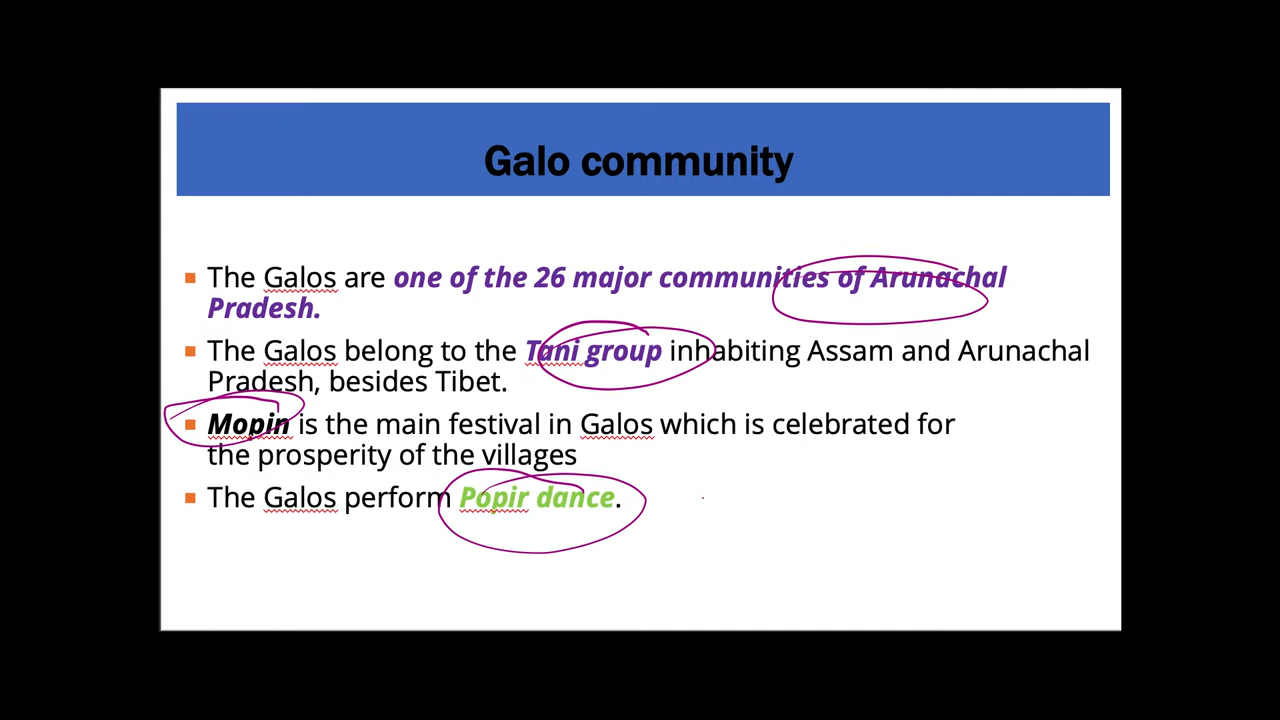 Galo community
▪ The Galos are one of the 26 major communities of Arunachal
Pradesh.
▪ The Galos belong to the Tani group inhabiting Assam and Arunachal
Pradesh, besides Tibet.
▪ Mopin is the main festival in Galos which is celebrated for
the prosperity of the villages
▪ The Galos perform Popir dance.